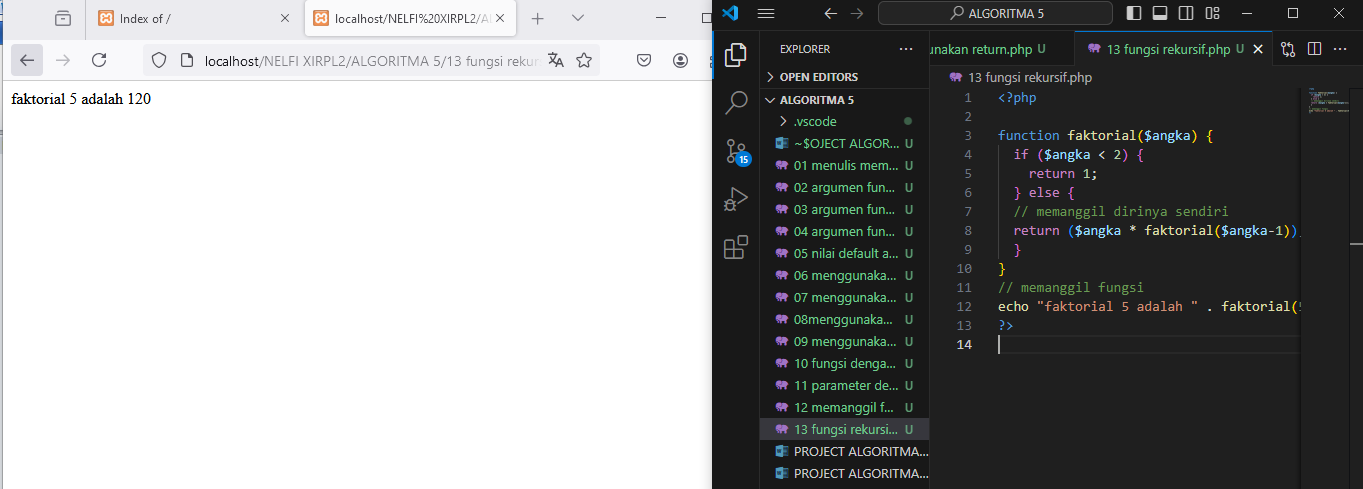 Index of /
localhost/NELFI%20XIRPL2/AL
localhost/NELFI XIRPL2/ALGORITMA 5/13 fungsi rekur
faktorial 5 adalah 120
ALGORITMA 5
EXPLORER
OPEN EDITORS
ALGORITMA 5
.vscode
~$OJECT ALGOR... U
01 menulis mem... U
02 argumen fun... U
03 argumen fun... U
04 argumen fun... U
05 nilai default a... U
06 menggunaka... U
07 menggunaka... U
08menggunaka... U
09 menggunaka... U
10 fungsi denga... U
11 parameter de... U
12 memanggil f... U
13 fungsi rekursi... U
PROJECT ALGORITMA...
PROJECT ALGORITMA...
15
unakan return.php U
13 fungsi rekursif.php U
13 fungsi rekursif.php
1 <?php
2
3 function faktorial($angka) {
4 if ($angka < 2) {
5 return 1;
6 } else {
7 // memanggil dirinya sendiri
8 return ($angka * faktorial($angka-1))
9 }
10 }
11 // memanggil fungsi
12 echo "faktorial 5 adalah " . faktorial(
13 ?>
14